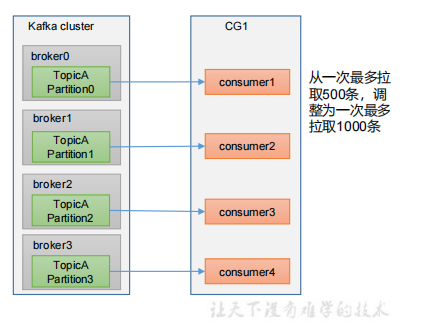 Kafka cluster
CG1
broker0
TopicA
Partition0
consumer1
从一次最多拉
取500条，调
整为一次最多
拉取1000条
broker1
TopicA
Partition1
consumer2
broker2
TopicA
Partition2
consumer3
broker3
TopicA
Partition3
consumer4
让天下没有难学的技术